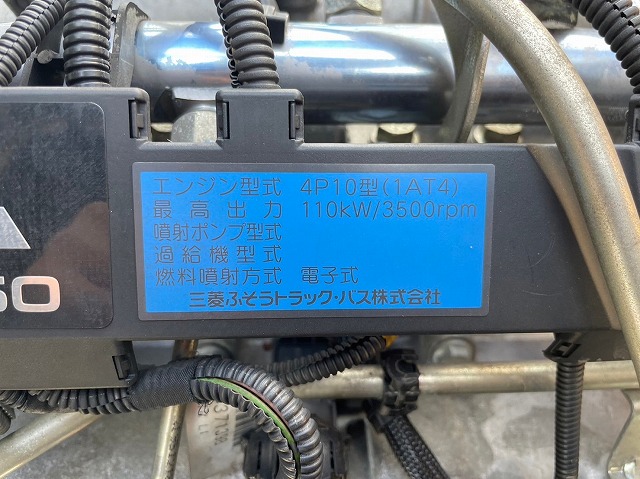 エンジン型式 4P10型(1AT4)
最高出力 110kW/3500rpm
噴射ポンプ型式
過給機型式
燃料噴射方式 電子式
三菱ふそうトラック・バス株式会社